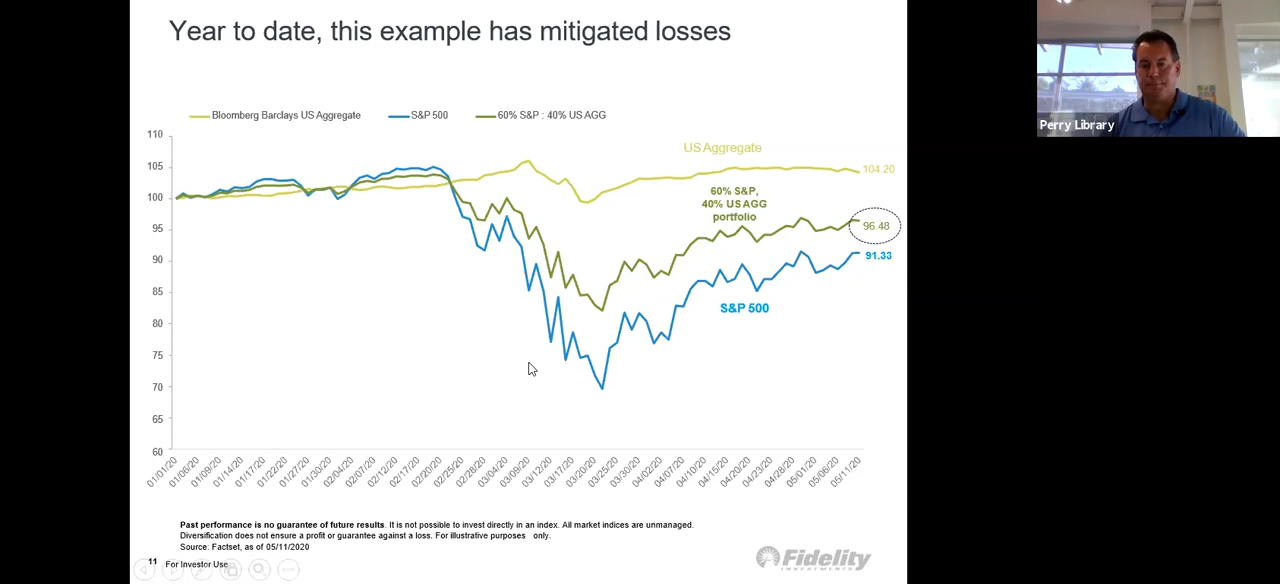 Year to date, this example has mitigated losses
Perry Library
Bloomberg Barclays US Aggregate
S&P 500
60% S&P : 40% US AGG
110
105
100
95
90
85
80
75
70
65
60
US Aggregate
104.20
60% S&P,
40% US AGG
portfolio
96.48
91.33
S&P 500
01/01/20
01/06/20
01/09/20
01/14/20
01/17/20
01/22/20
01/27/20
01/30/20
02/04/20
02/07/20
02/12/20
02/17/20
02/20/20
02/25/20
02/28/20
03/04/20
03/09/20
03/12/20
03/17/20
03/20/20
03/25/20
03/30/20
04/02/20
04/07/20
04/10/20
04/15/20
04/20/20
04/23/20
04/28/20
05/01/20
05/06/20
05/11/20
Past performance is no guarantee of future results. It is not possible to invest directly in an index. All market indices are unmanaged.
Diversification does not ensure a profit or guarantee against a loss. For illustrative purposes only.
Source: Factset, as of 05/11/2020
11 For Investor Use
Fidelity
INVESTMENTS